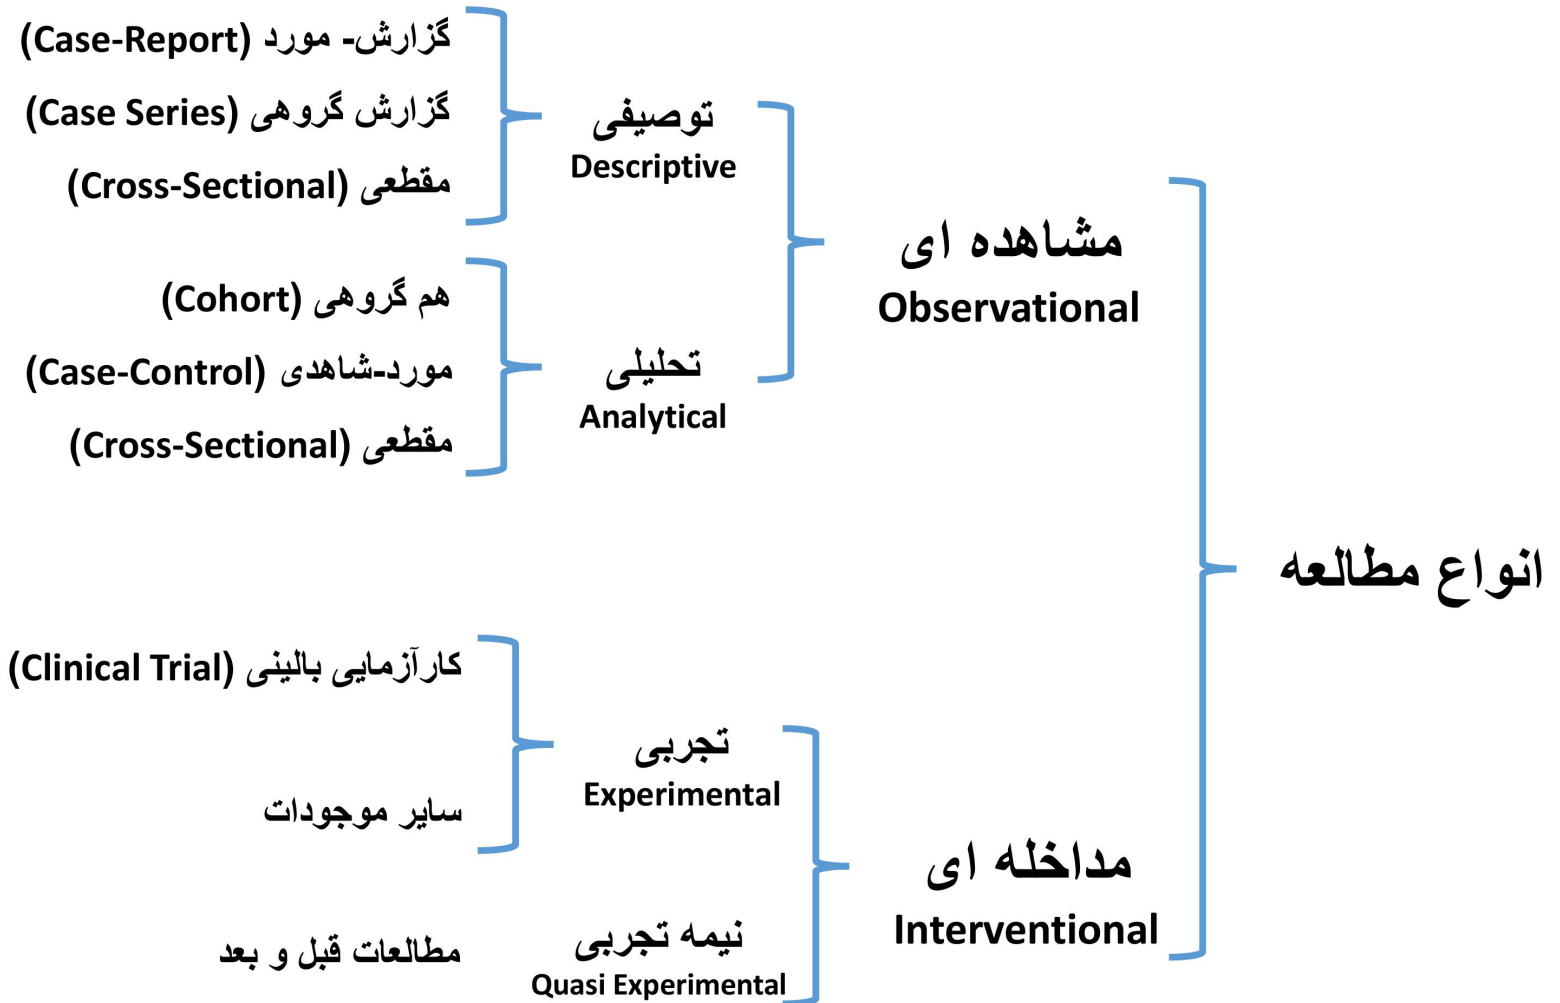 انواع مطالعه
مشاهده ای
Observational
توصیفی
Descriptive
گزارش- مورد (Case-Report)
گزارش گروهی (Case Series)
مقطعی (Cross-Sectional)
تحلیلی
Analytical
هم گروهی (Cohort)
مورد-شاهدی (Case-Control)
مقطعی (Cross-Sectional)
مداخله ای
Interventional
تجربی
Experimental
کارآزمایی بالینی (Clinical Trial)
سایر موجودات
نیمه تجربی
Quasi Experimental
مطالعات قبل و بعد